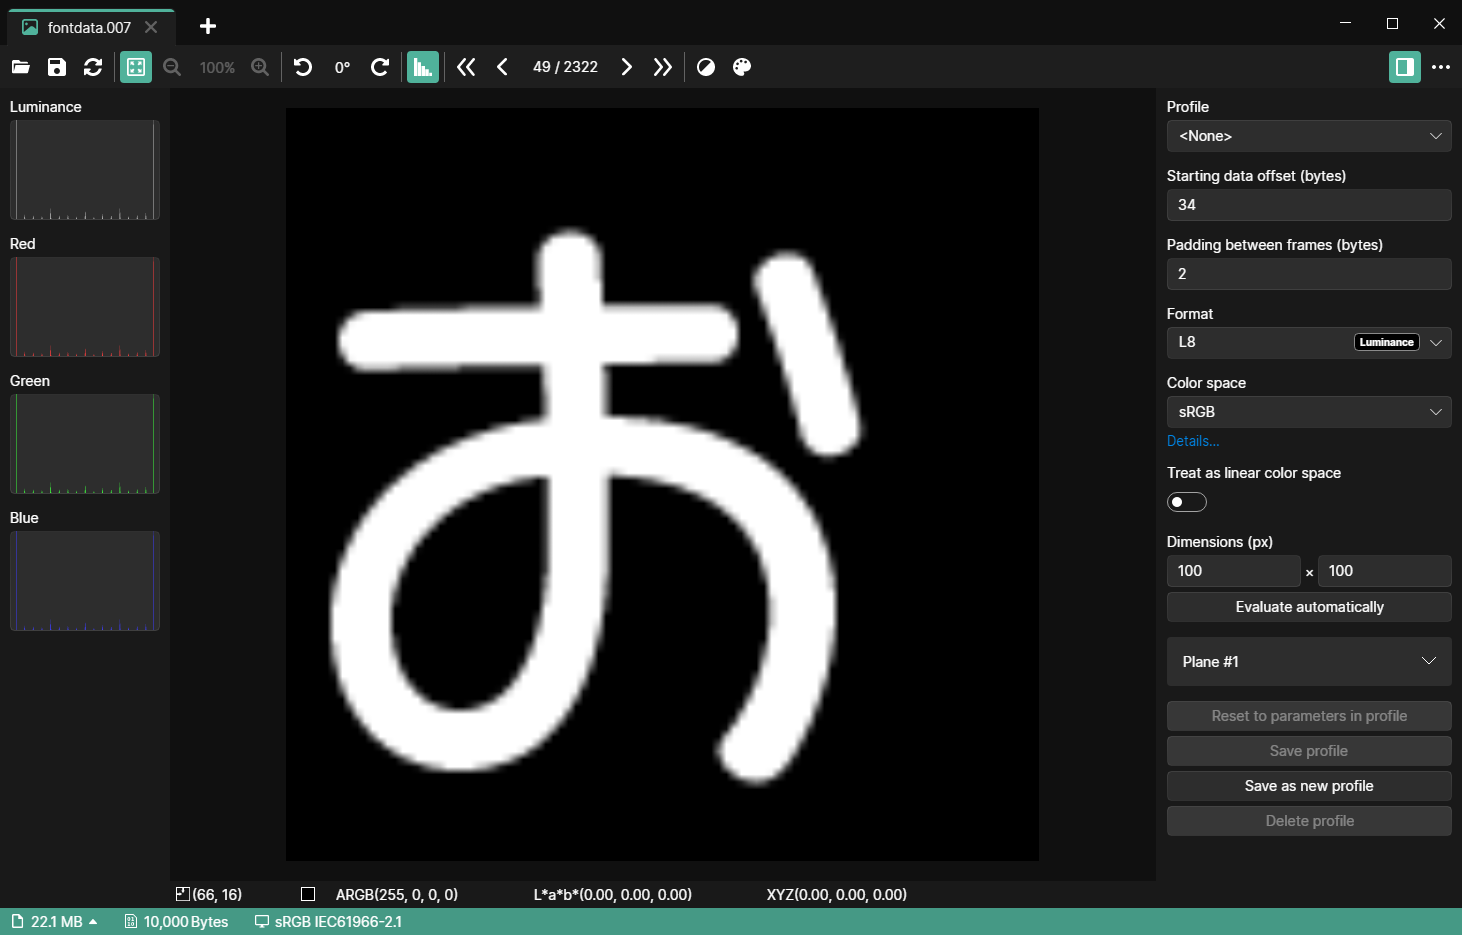 fontdata.007
100%
0°
49 / 2322
Luminance
Red
Green
Blue
お
Profile
<None>
Starting data offset (bytes)
34
Padding between frames (bytes)
2
Format
L8 Luminance
Color space
sRGB
Details...
Treat as linear color space
Dimensions (px)
100 × 100
Evaluate automatically
Plane #1
Reset to parameters in profile
Save profile
Save as new profile
Delete profile
(66, 16) ARGB(255, 0, 0, 0) L*a*b*(0.00, 0.00, 0.00) XYZ(0.00, 0.00, 0.00)
22.1 MB 10,000 Bytes sRGB IEC61966-2.1